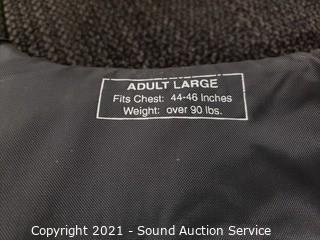 ADULT LARGE
Fits Chest: 44-46 Inches
Weight: over 90 lbs.
Copyright 2021 - Sound Auction Service